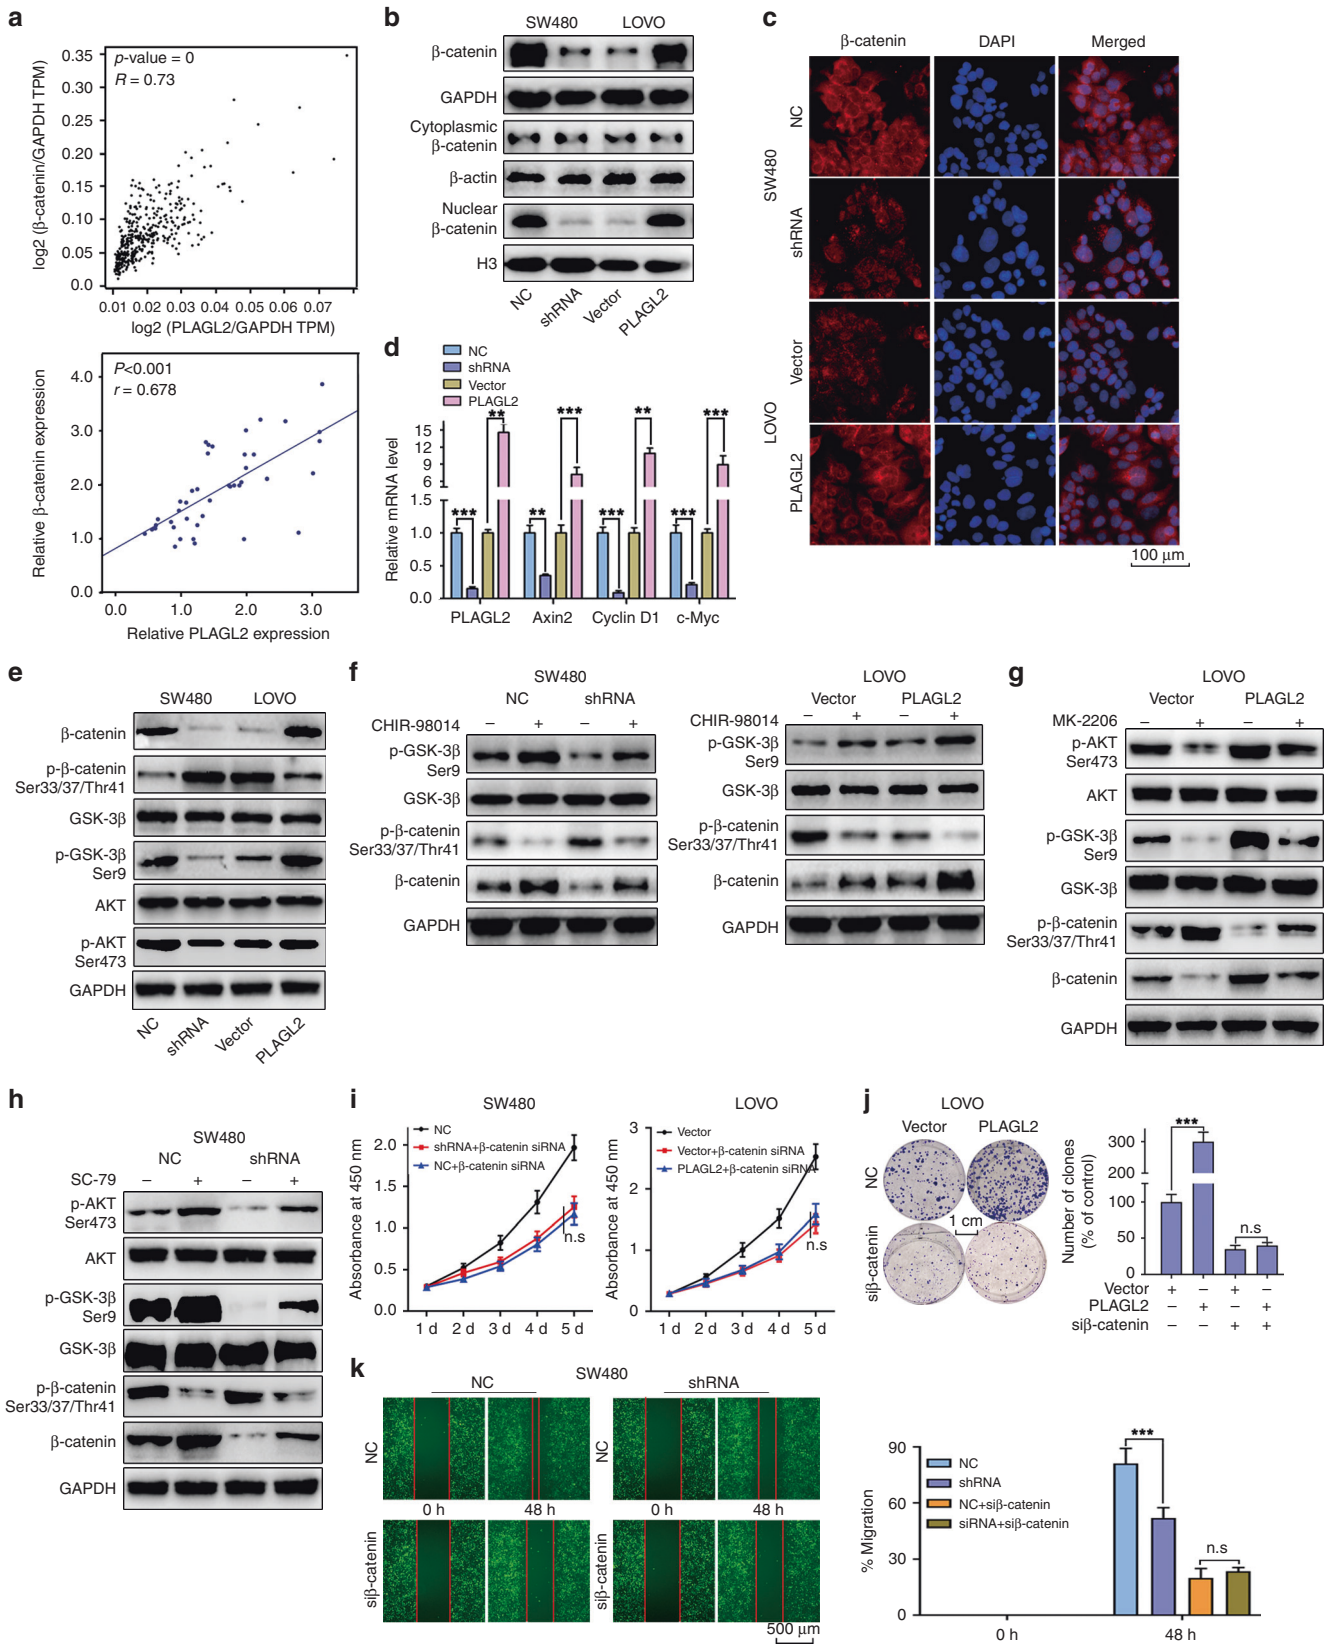 a
p-value = 0
R = 0.73
log2 (β-catenin/GAPDH TPM)
0.35
0.30
0.25
0.20
0.15
0.10
0.05
0.00
0.01 0.02 0.03 0.04 0.05 0.06 0.07
log2 (PLAGL2/GAPDH TPM)
P<0.001
r = 0.678
Relative β-catenin expression
4.0
3.0
2.0
1.0
0.0
0.0 1.0 2.0 3.0
Relative PLAGL2 expression
b
SW480 LOVO
β-catenin
GAPDH
Cytoplasmic
β-catenin
β-actin
Nuclear
β-catenin
H3
NC shRNA Vector PLAGL2
c
β-catenin DAPI Merged
SW480
NC
shRNA
LOVO
Vector
PLAGL2
100 μm
d
NC
shRNA
Vector
PLAGL2
Relative mRNA level
15
12
9
6
1.5
1.0
0.5
0.0
*** ** ** *** *** ** *** ***
PLAGL2 Axin2 Cyclin D1 c-Myc
e
SW480 LOVO
β-catenin
p-β-catenin
Ser33/37/Thr41
GSK-3β
p-GSK-3β
Ser9
AKT
p-AKT
Ser473
GAPDH
NC shRNA Vector PLAGL2
f
SW480
NC shRNA
CHIR-98014 – + – +
p-GSK-3β
Ser9
GSK-3β
p-β-catenin
Ser33/37/Thr41
β-catenin
GAPDH
LOVO
Vector PLAGL2
CHIR-98014 – + – +
p-GSK-3β
Ser9
GSK-3β
p-β-catenin
Ser33/37/Thr41
β-catenin
GAPDH
g
LOVO
Vector PLAGL2
MK-2206 – + – +
p-AKT
Ser473
AKT
p-GSK-3β
Ser9
GSK-3β
p-β-catenin
Ser33/37/Thr41
β-catenin
GAPDH
h
SW480
NC shRNA
SC-79 – + – +
p-AKT
Ser473
AKT
p-GSK-3β
Ser9
GSK-3β
p-β-catenin
Ser33/37/Thr41
β-catenin
GAPDH
i
SW480
Absorbance at 450 nm
2.0
1.5
1.0
0.5
0.0
NC
shRNA+β-catenin siRNA
NC+β-catenin siRNA
n.s
1 d 2 d 3 d 4 d 5 d
LOVO
Absorbance at 450 nm
3
2
1
0
Vector
Vector+β-catenin siRNA
PLAGL2+β-catenin siRNA
n.s
1 d 2 d 3 d 4 d 5 d
j
LOVO
Vector PLAGL2
NC
siβ-catenin
1 cm
Number of clones
(% of control)
300
200
100
50
0
***
n.s
Vector + – + –
PLAGL2 – + – +
siβ-catenin – – + +
k
SW480
NC shRNA
NC
NC
0 h 48 h 0 h 48 h
siβ-catenin
siβ-catenin
500 μm
% Migration
90
60
30
0
NC
shRNA
NC+siβ-catenin
siRNA+siβ-catenin
***
n.s
0 h 48 h